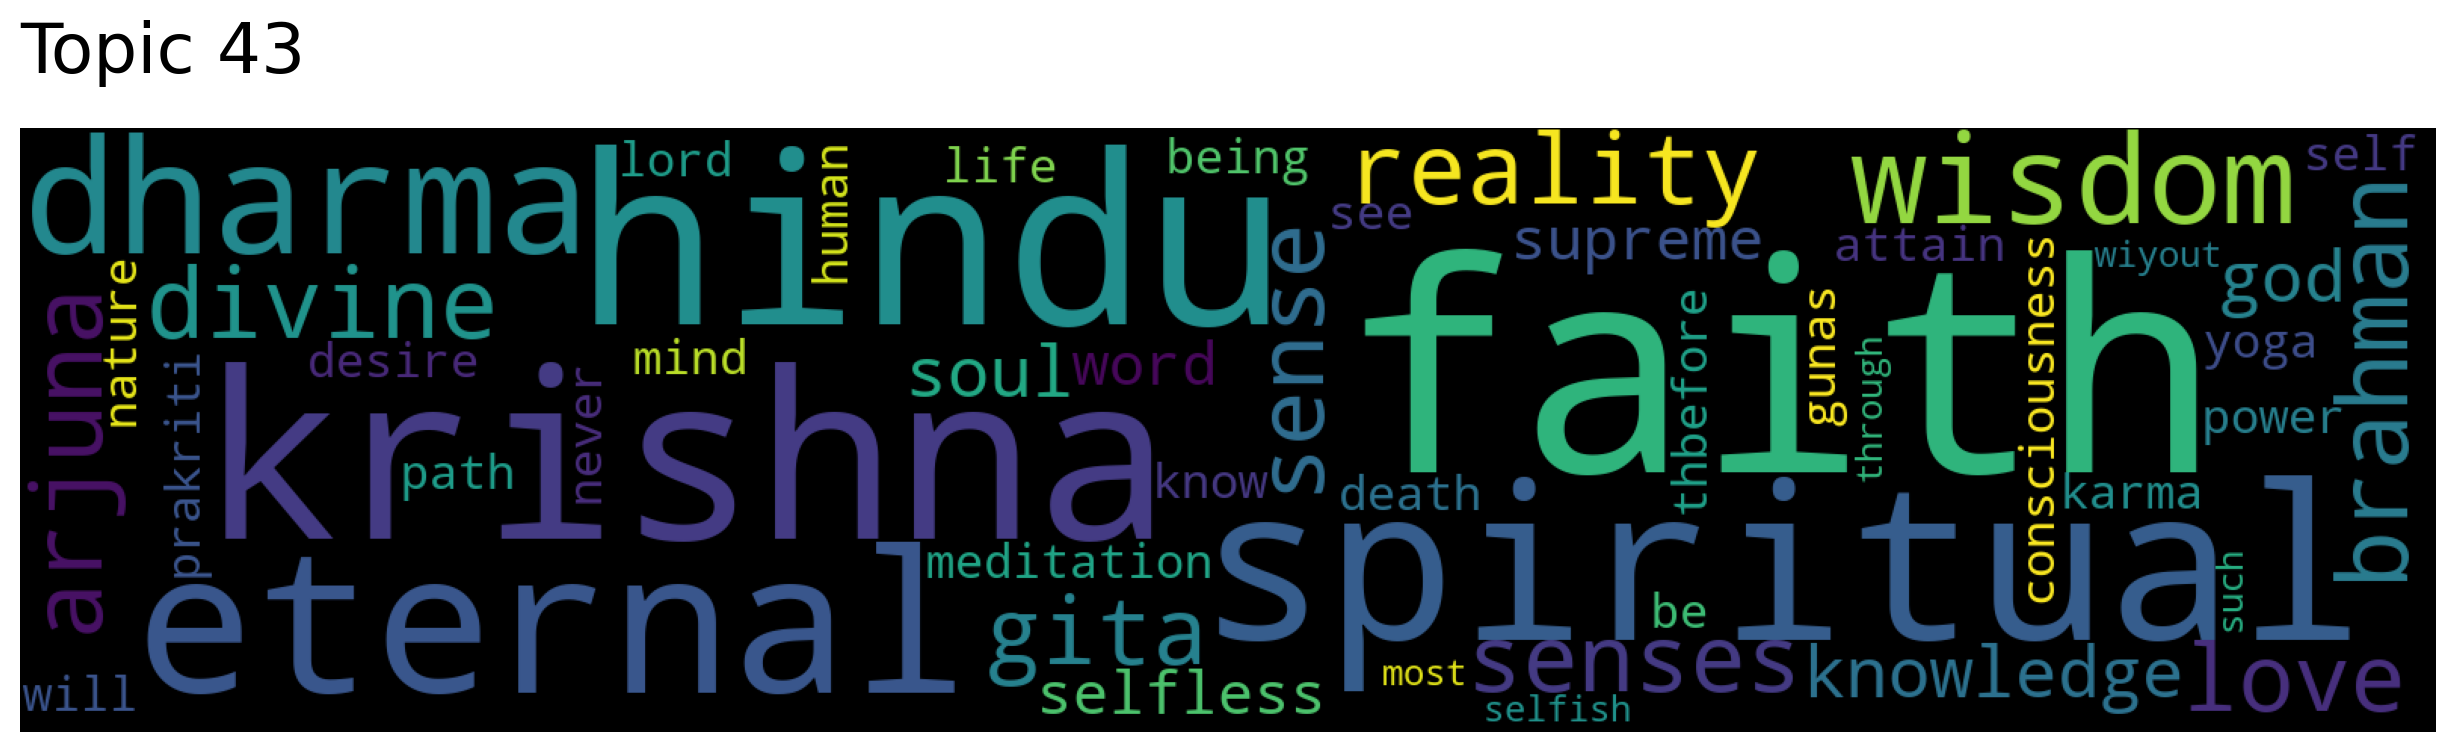 Topic 43
dharma
hindu
lord
human
life
being
reality
wisdom
self
see
supreme
attain
wiyout
god
brahman
nature
divine
arjuna
sense
faith
thbefore
gunas
through
consciousness
yoga
power
desire
mind
soul
word
prakriti
krishna
path
never
know
death
karma
spiritual
eternal
meditation
gita
be
such
will
selfless
most
senses
selfish
knowledge
love